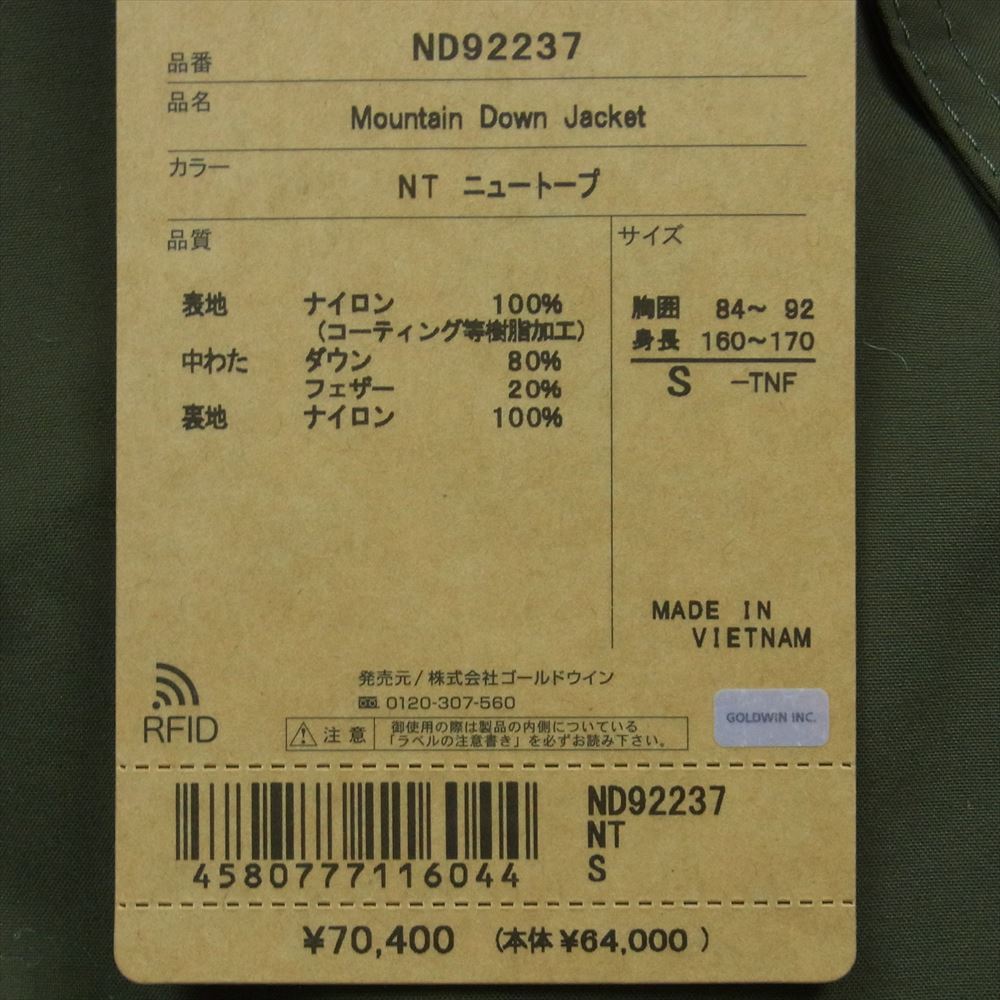 品番 ND92237
品名 Mountain Down Jacket
カラー NT ニュートープ
品質
表地 ナイロン 100%
(コーティング等樹脂加工)
中わた ダウン 80%
フェザー 20%
裏地 ナイロン 100%
サイズ
胸囲 84～ 92
身長 160～170
S -TNF
MADE IN
VIETNAM
RFID
発売元/株式会社ゴールドウイン
0120-307-560
注意
御使用の際は製品の内側についている
「ラベルの注意書き」を必ずお読み下さい。
GOLDWIN INC.
4580777116044
ND92237
NT
S
¥70,400 (本体 ¥64,000 )